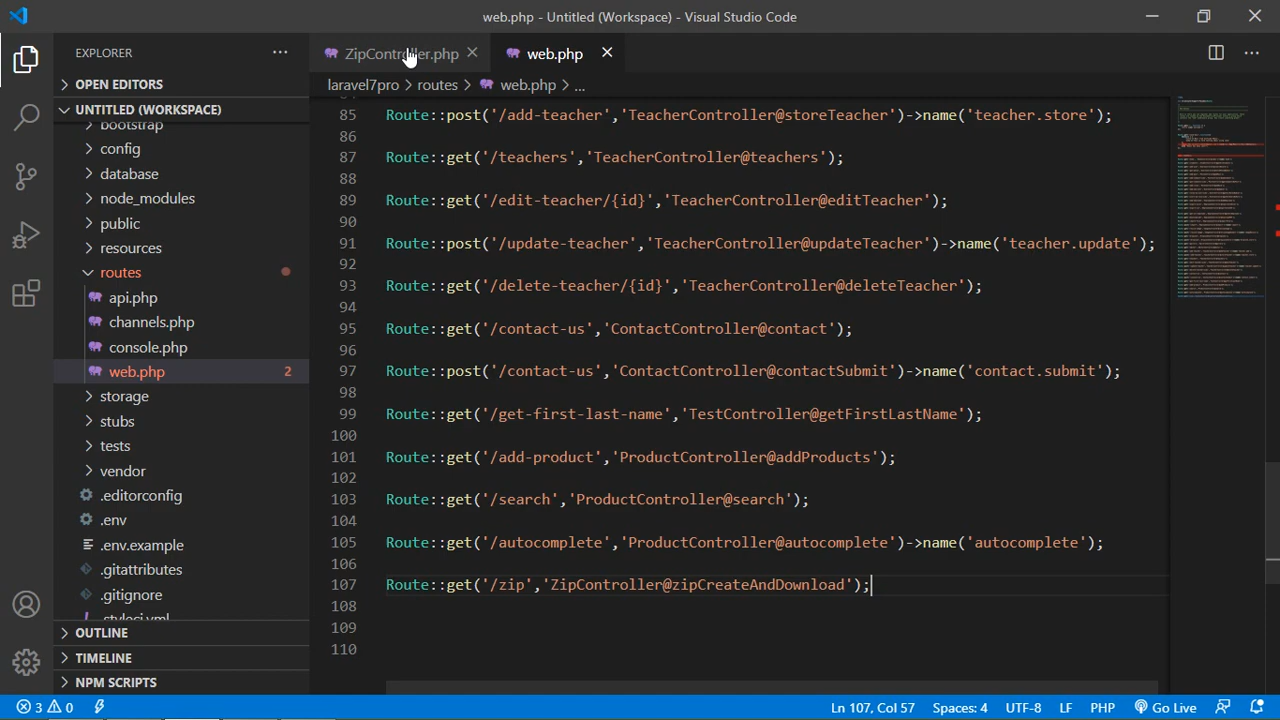 web.php - Untitled (Workspace) - Visual Studio Code
EXPLORER
OPEN EDITORS
UNTITLED (WORKSPACE)
bootstrap
config
database
node_modules
public
resources
routes
api.php
channels.php
console.php
web.php 2
storage
stubs
tests
vendor
.editorconfig
.env
.env.example
.gitattributes
.gitignore
.styleci.yml
OUTLINE
TIMELINE
NPM SCRIPTS
ZipController.php
web.php
laravel7pro > routes > web.php > ...
85 Route::post('/add-teacher','TeacherController@storeTeacher')->name('teacher.store');
86
87 Route::get('/teachers','TeacherController@teachers');
88
89 Route::get('/edit-teacher/{id}','TeacherController@editTeacher');
90
91 Route::post('/update-teacher','TeacherController@updateTeacher')->name('teacher.update');
92
93 Route::get('/delete-teacher/{id}','TeacherController@deleteTeacher');
94
95 Route::get('/contact-us','ContactController@contact');
96
97 Route::post('/contact-us','ContactController@contactSubmit')->name('contact.submit');
98
99 Route::get('/get-first-last-name','TestController@getFirstLastName');
100
101 Route::get('/add-product','ProductController@addProducts');
102
103 Route::get('/search','ProductController@search');
104
105 Route::get('/autocomplete','ProductController@autocomplete')->name('autocomplete');
106
107 Route::get('/zip','ZipController@zipCreateAndDownload');
108
109
110
3 0
Ln 107, Col 57 Spaces: 4 UTF-8 LF PHP Go Live